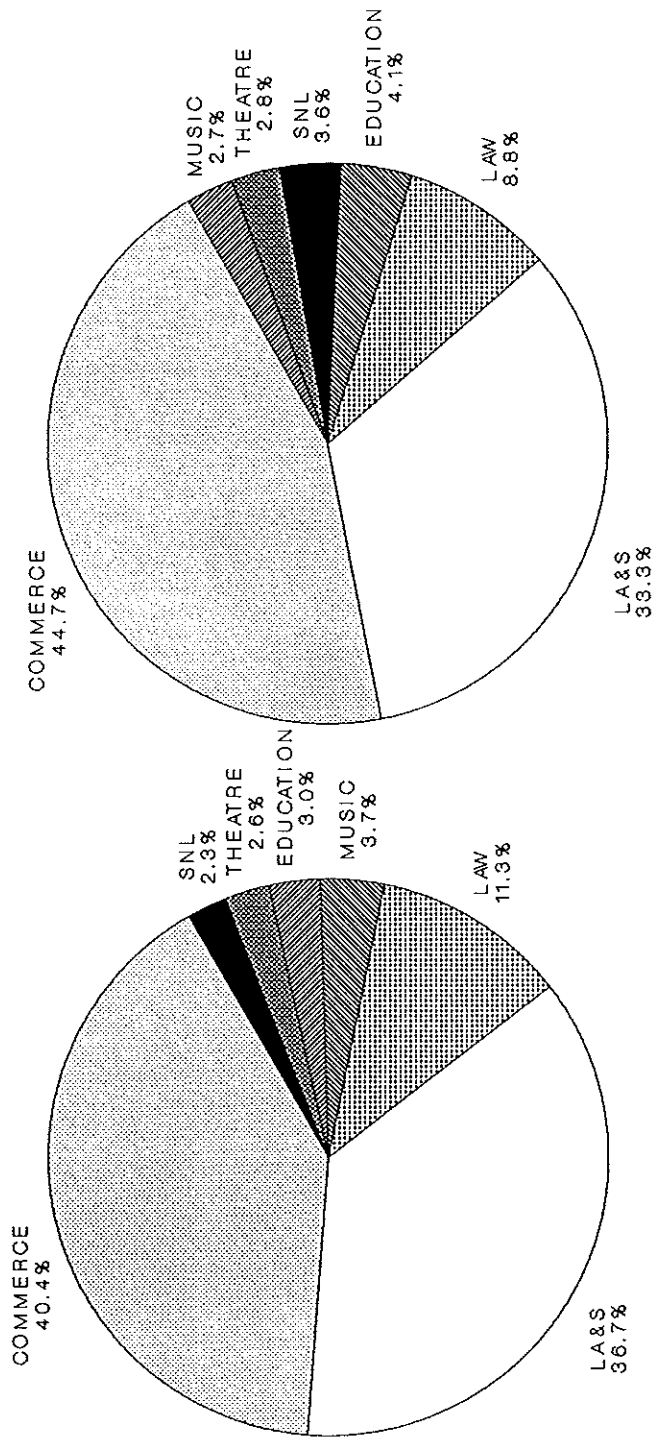 COMMERCE
40.4%
SNL
2.3%
THEATRE
2.6%
EDUCATION
3.0%
MUSIC
3.7%
LAW
11.3%
LA&S
36.7%
COMMERCE
44.7%
MUSIC
2.7%
THEATRE
2.8%
SNL
3.6%
EDUCATION
4.1%
LAW
8.8%
LA&S
33.3%